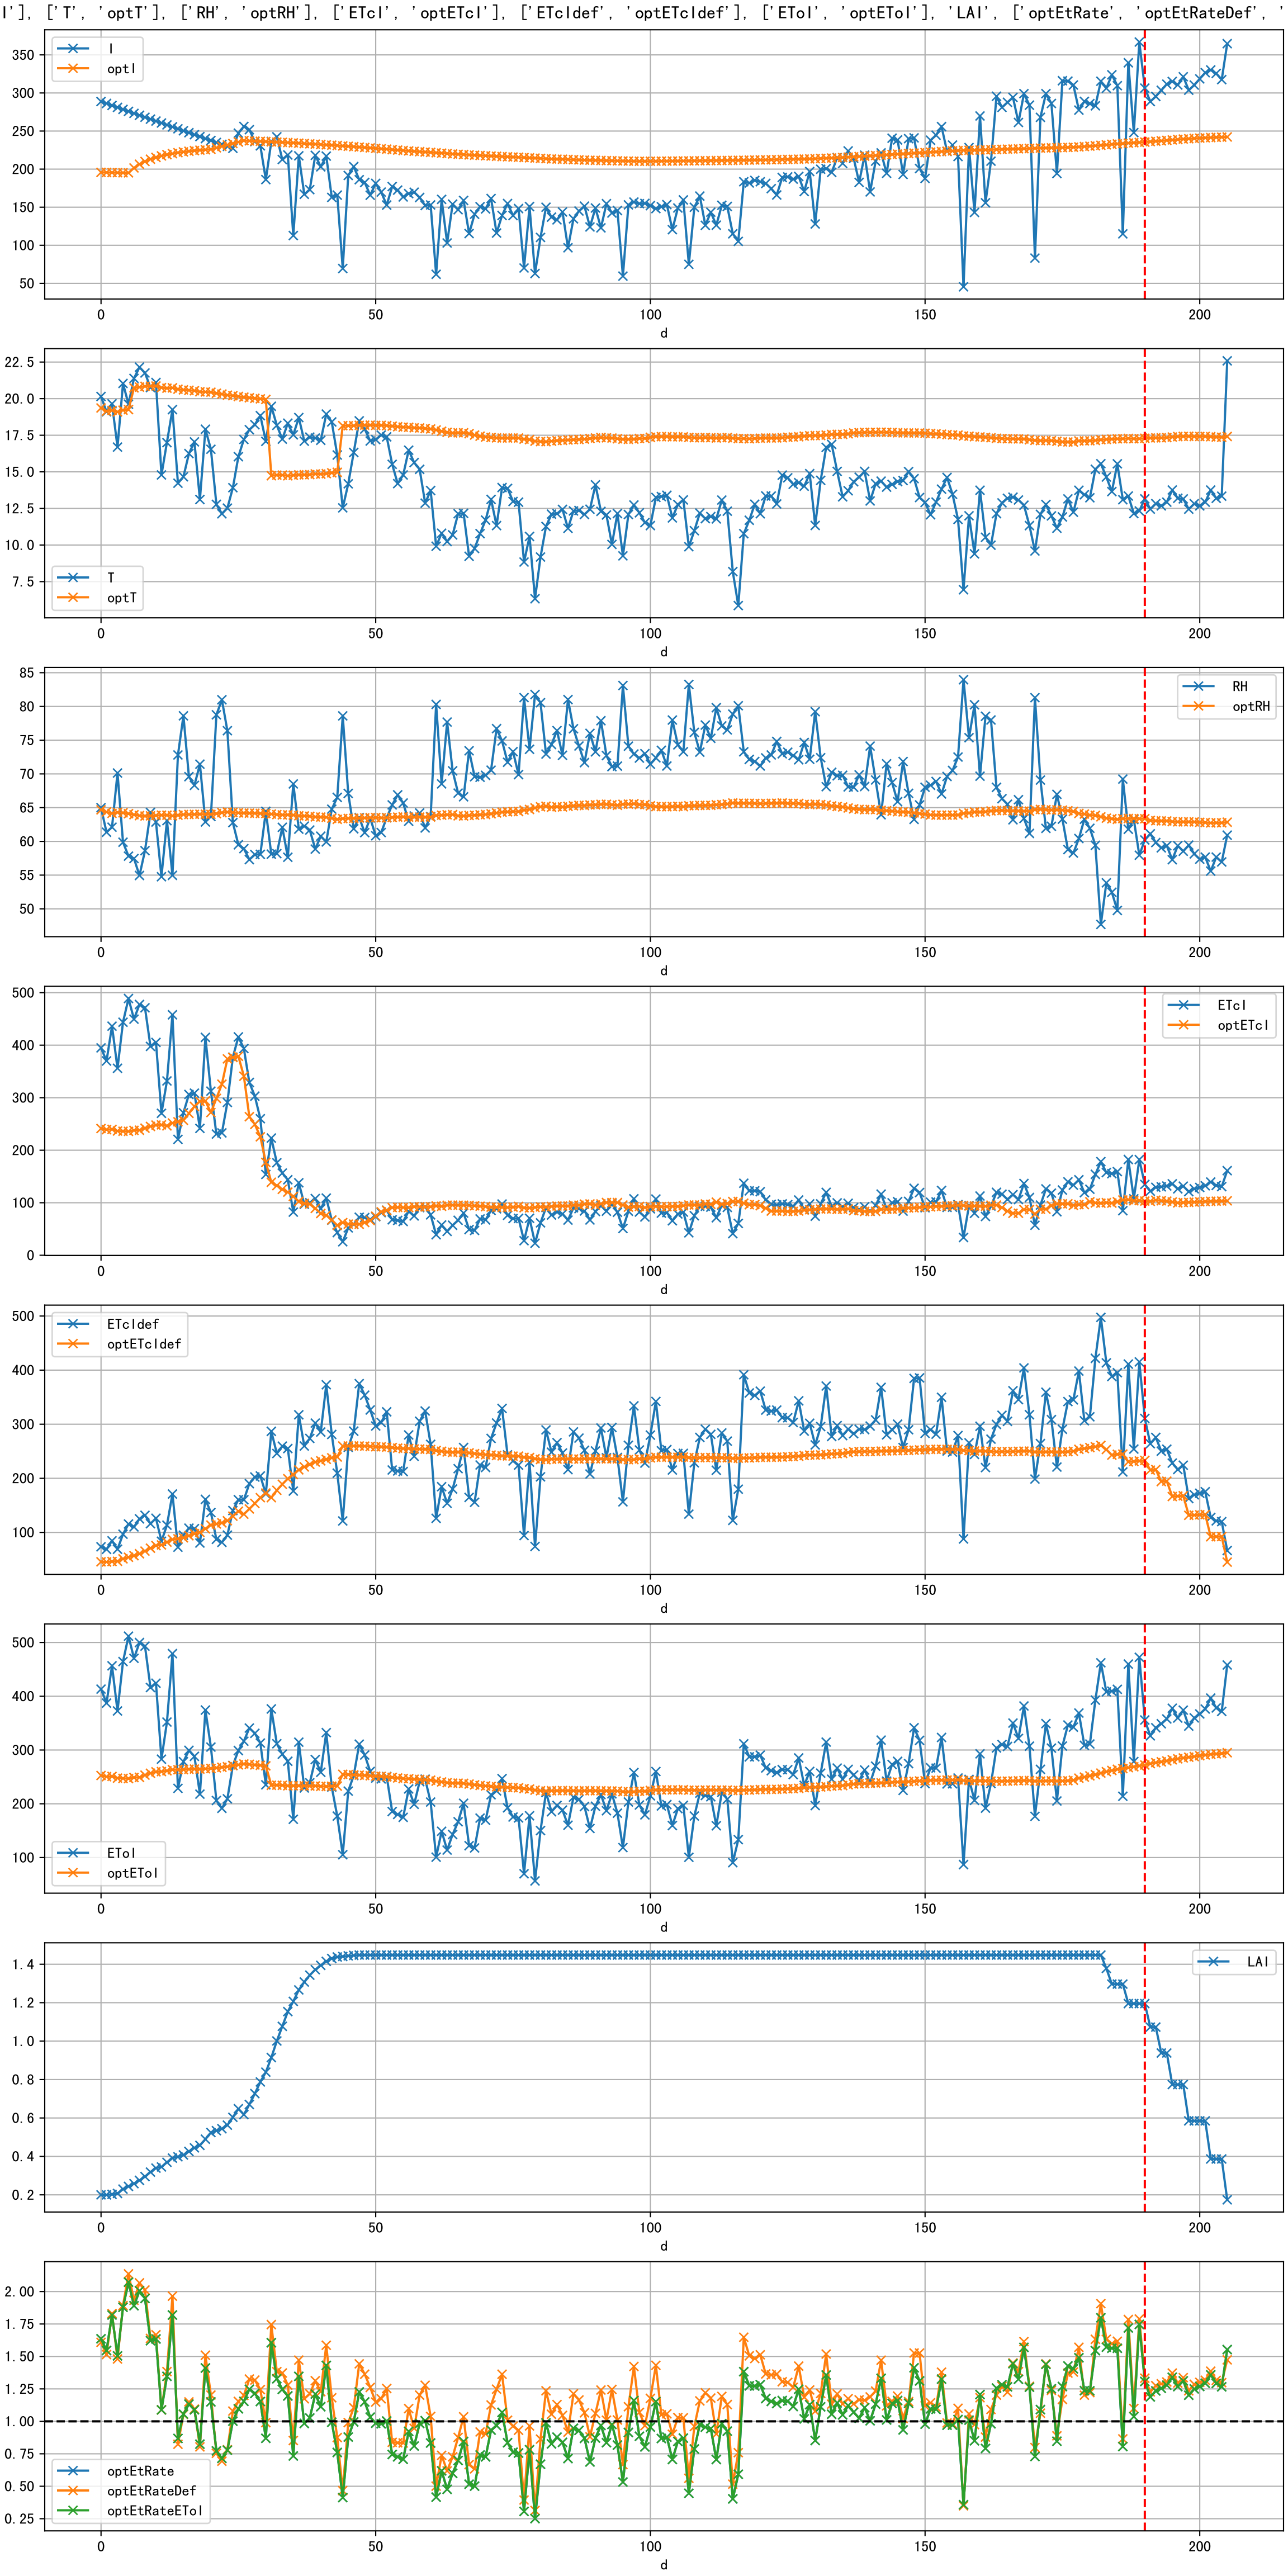 I'], ['T', 'optT'], ['RH', 'optRH'], ['ETcI', 'optETcI'], ['ETcIdef', 'optETcIdef'], ['EToI', 'optEToI'], 'LAI', ['optEtRate', 'optEtRateDef', '
I
optI
350
300
250
200
150
100
50
0 50 100 150 200
d
22.5
20.0
17.5
15.0
12.5
10.0
7.5
T
optT
0 50 100 150 200
d
RH
optRH
85
80
75
70
65
60
55
50
0 50 100 150 200
d
ETcI
optETcI
500
400
300
200
100
0
0 50 100 150 200
d
ETcIdef
optETcIdef
500
400
300
200
100
0 50 100 150 200
d
500
400
300
200
100
EToI
optEToI
0 50 100 150 200
d
LAI
1.4
1.2
1.0
0.8
0.6
0.4
0.2
0 50 100 150 200
d
2.00
1.75
1.50
1.25
1.00
0.75
0.50
0.25
optEtRate
optEtRateDef
optEtRateEToI
0 50 100 150 200
d